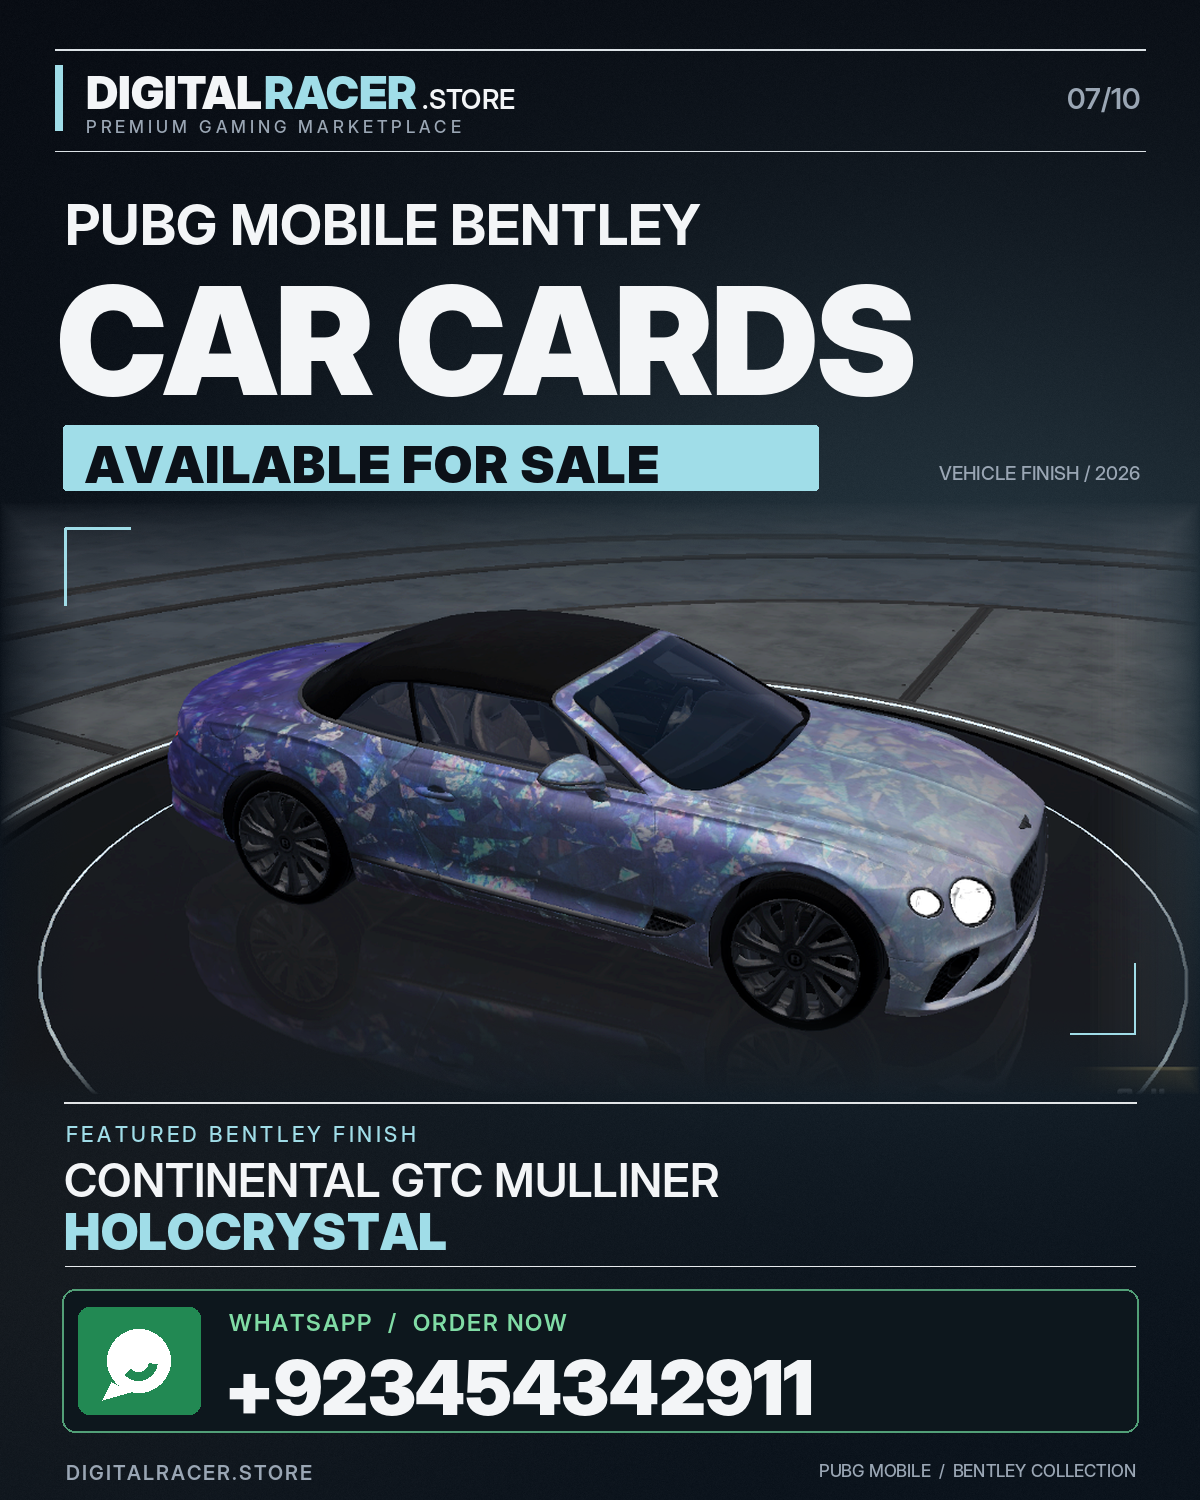 DIGITALRACER.STORE
PREMIUM GAMING MARKETPLACE
07/10
PUBG MOBILE BENTLEY
CAR CARDS
AVAILABLE FOR SALE
VEHICLE FINISH / 2026
FEATURED BENTLEY FINISH
CONTINENTAL GTC MULLINER
HOLOCRYSTAL
WHATSAPP / ORDER NOW
+923454342911
DIGITALRACER.STORE
PUBG MOBILE / BENTLEY COLLECTION